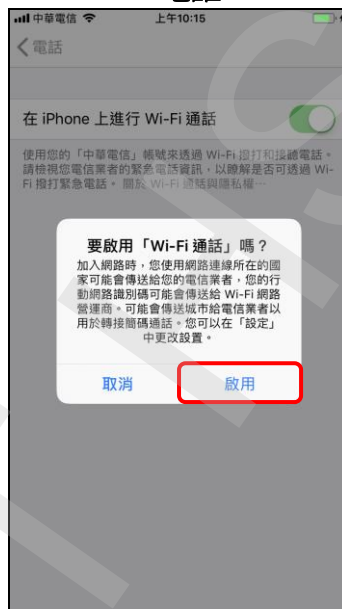 中華電信 上午10:15
電話
在 iPhone 上進行 Wi-Fi 通話
使用您的「中華電信」帳號來透過 Wi-Fi 撥打和接聽電話。
請檢視您電信業者的緊急電話資訊，以瞭解是否可透過 Wi-
Fi 撥打緊急電話。關於 Wi-Fi 通話與隱私權⋯
要啟用「Wi-Fi 通話」嗎？
加入網路時，您使用網路連線所在的國
家可能會傳送給您的電信業者，您的行
動網路識別碼可能會傳送給 Wi-Fi 網路
營運商。可能會傳送城市給電信業者以
用於轉接簡碼通話。您可以在「設定」
中更改設置。
取消 啟用